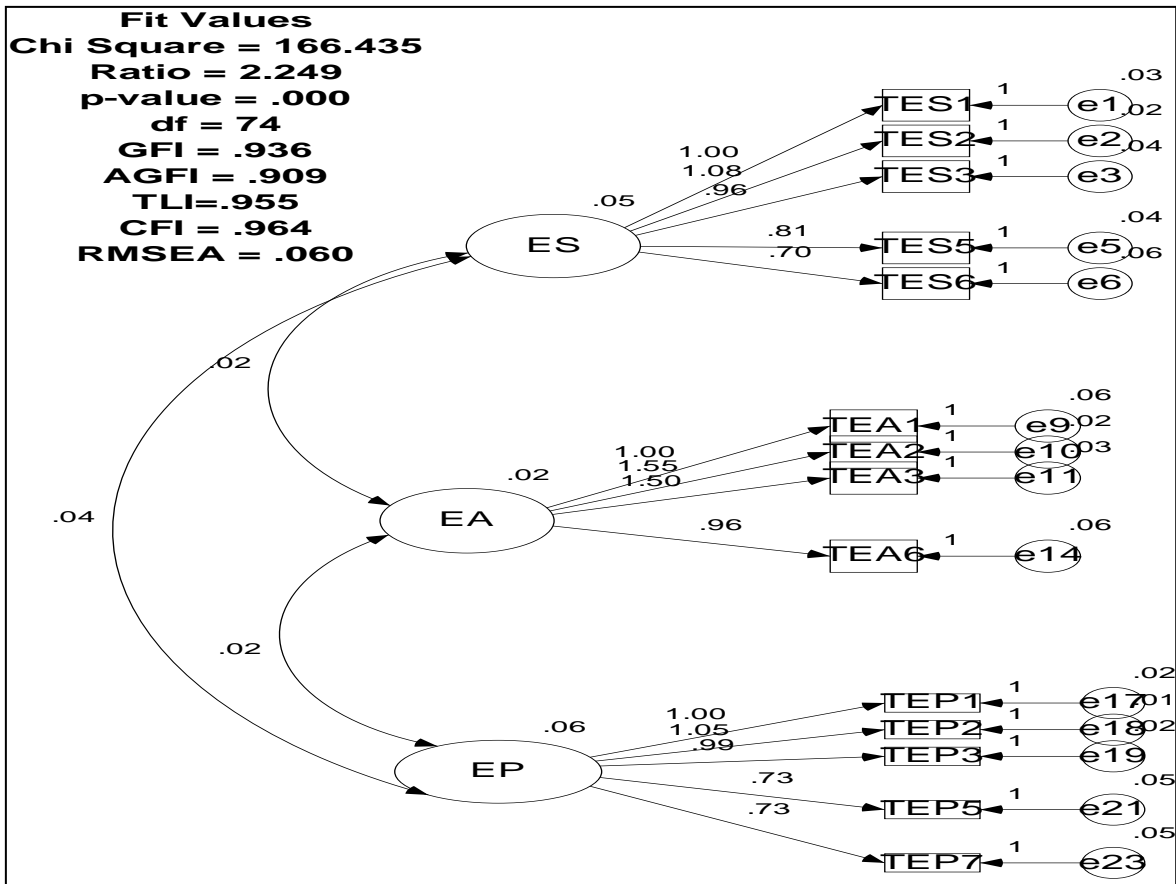 Fit Values
Chi Square = 166.435
Ratio = 2.249
p-value = .000
df = 74
GFI = .936
AGFI = .909
TLI=.955
CFI = .964
RMSEA = .060
.03
1
TES1
e1
.02
1
TES2
e2
.04
1
TES3
e3
1.00
1.08
.96
.05
ES
.04
.81
1
TES5
e5
.06
.70
1
TES6
e6
.02
.06
1
TEA1
e9
.02
1
TEA2
e10
.03
1
TEA3
e11
1.00
1.55
1.50
.02
EA
.04
.96
.06
1
TEA6
e14
.02
.02
1
TEP1
e17
.01
1
TEP2
e18
.02
1
TEP3
e19
1.00
1.05
.99
.06
EP
.73
.05
1
TEP5
e21
.73
.05
1
TEP7
e23